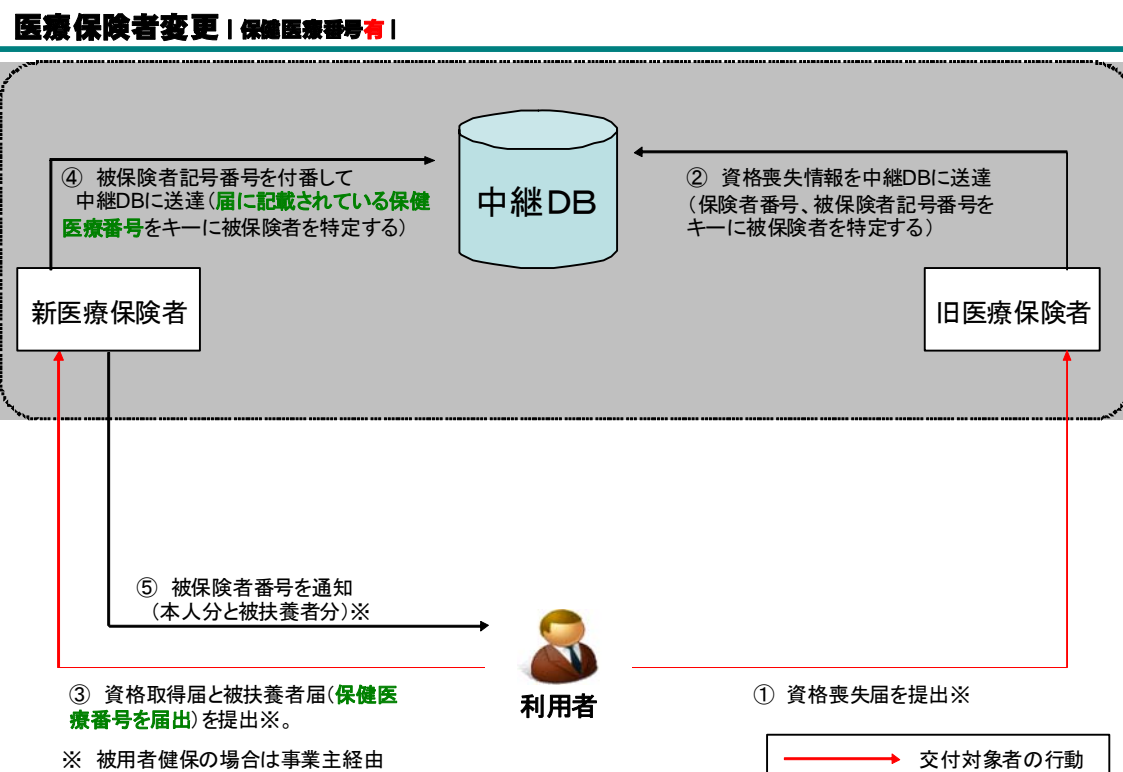 医療保険者変更｜保健医療番号有｜
④ 被保険者記号番号を付番して
中継DBに送達（届に記載されている保健
医療番号をキーに被保険者を特定する）
中継DB
② 資格喪失情報を中継DBに送達
（保険者番号、被保険者記号番号を
キーに被保険者を特定する）
新医療保険者
旧医療保険者
⑤ 被保険者番号を通知
（本人分と被扶養者分）※
利用者
③ 資格取得届と被扶養者届（保健医
療番号を届出）を提出※。
① 資格喪失届を提出※
※ 被用者健保の場合は事業主経由
交付対象者の行動